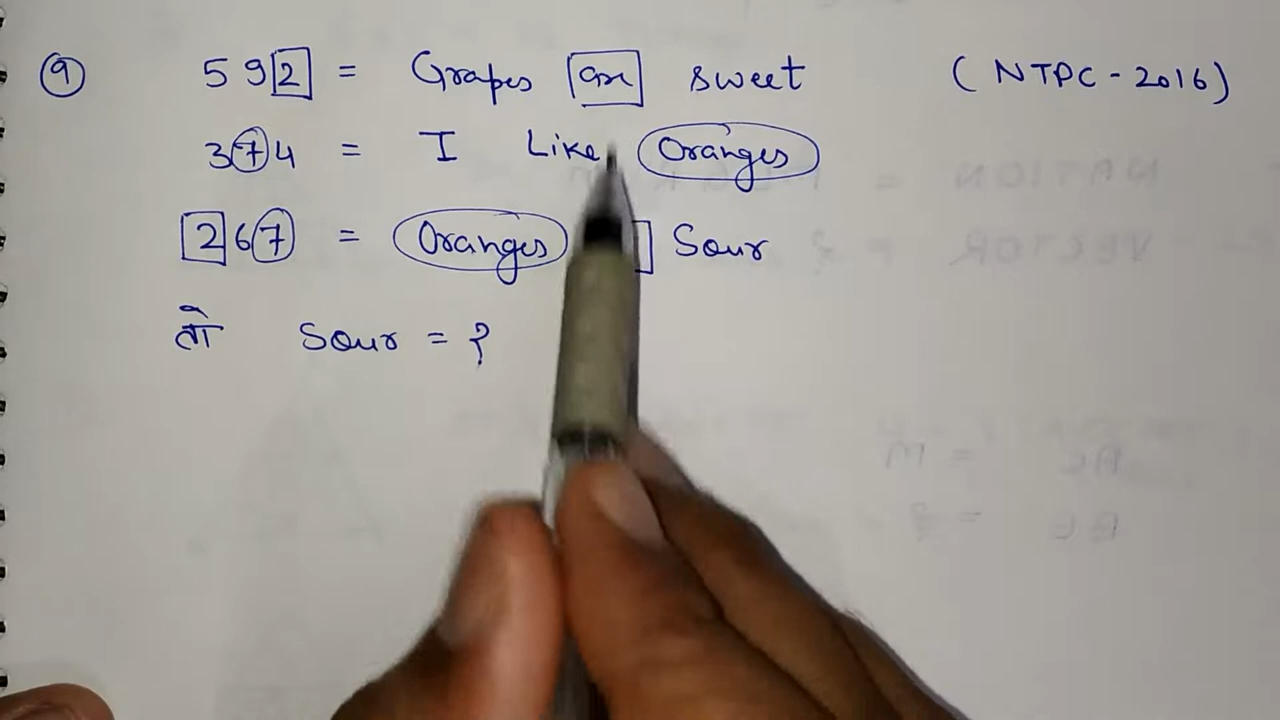 9 592 = Grapes are sweet (NTPC-2016)
374 = I Like Oranges
267 = Oranges Sour
तो Sour = ?